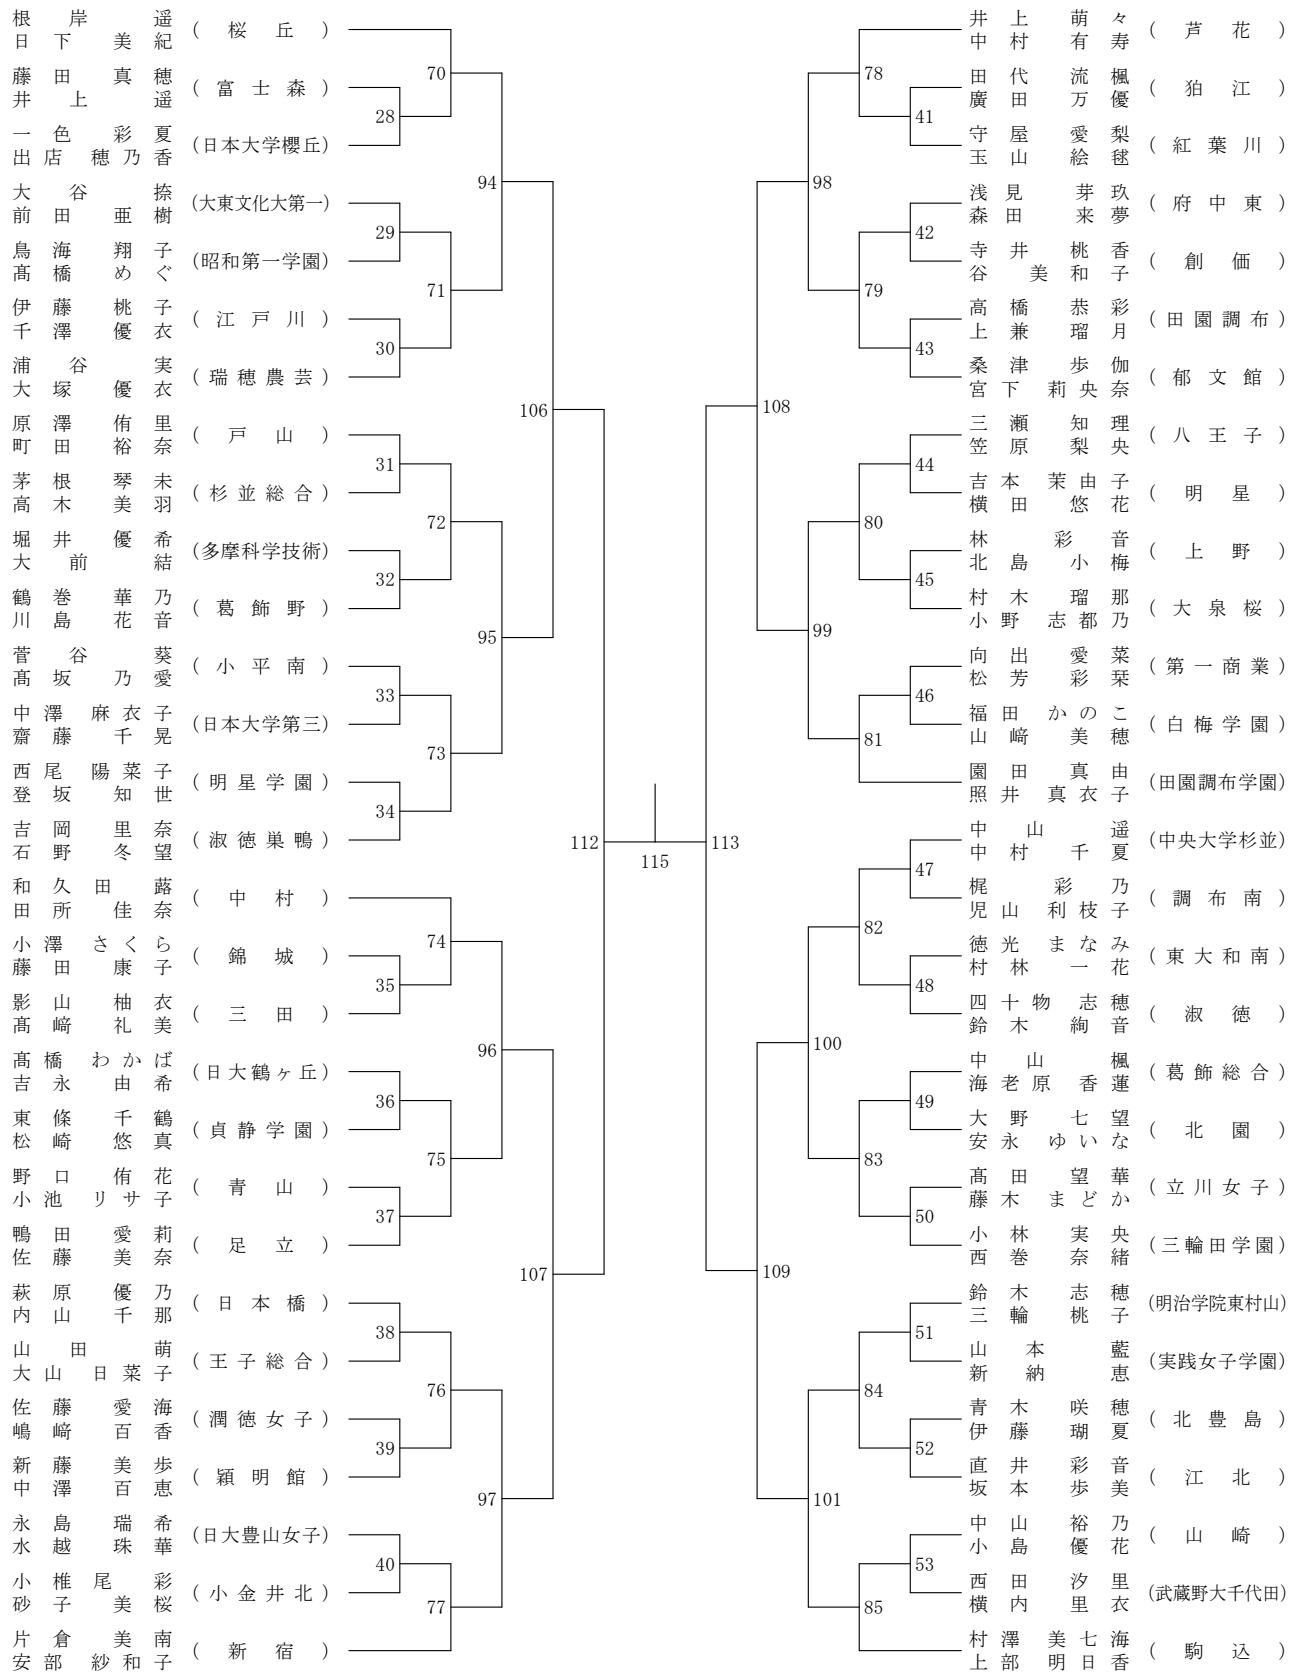 根岸遥
日下美紀
(桜丘)
藤田真穂
井上遥
(富士森)
一色彩夏
出店穂乃香
(日本大学櫻丘)
大谷捺
前田亜樹
(大東文化大第一)
鳥海翔子
髙橋めぐ
(昭和第一学園)
伊藤桃子
千澤優衣
(江戸川)
浦谷実
大塚優衣
(瑞穂農芸)
原澤侑里
町田裕奈
(戸山)
茅根琴未
高木美羽
(杉並総合)
堀井優希
大前結
(多摩科学技術)
鶴巻華乃
川島花音
(葛飾野)
菅谷葵
髙坂乃愛
(小平南)
中澤麻衣子
齋藤千晃
(日本大学第三)
西尾陽菜子
登坂知世
(明星学園)
吉岡里奈
石野冬望
(淑徳巣鴨)
和久田蕗
田所佳奈
(中村)
小澤さくら
藤田康子
(錦城)
影山柚衣
髙﨑礼美
(三田)
髙橋わかば
吉永由希
(日大鶴ヶ丘)
東條千鶴
松崎悠真
(貞静学園)
野口侑花
小池リサ子
(青山)
鴨田愛莉
佐藤美奈
(足立)
萩原優乃
内山千那
(日本橋)
山田萌
大山日菜子
(王子総合)
佐藤愛海
嶋﨑百香
(潤徳女子)
新藤美歩
中澤百恵
(穎明館)
永島瑞希
水越珠華
(日大豊山女子)
小椎尾彩
砂子美桜
(小金井北)
片倉美南
安部紗和子
(新宿)
28
29
30
31
32
33
34
35
36
37
38
39
40
70
71
72
73
74
75
76
77
94
95
96
97
106
107
112
115
113
108
109
98
99
100
101
78
79
80
81
82
83
84
85
41
42
43
44
45
46
47
48
49
50
51
52
53
井上萌々
中村有寿
(芦花)
田代流楓
廣田万優
(狛江)
守屋愛梨
玉山絵毬
(紅葉川)
浅見芽玖
森田来夢
(府中東)
寺井桃香
谷美和子
(創価)
高橋恭彩
上兼瑠月
(田園調布)
桑津歩伽
宮下莉央奈
(郁文館)
三瀬知理
笠原梨央
(八王子)
吉本茉由子
横田悠花
(明星)
林彩音
北島小梅
(上野)
村木瑠那
小野志都乃
(大泉桜)
向出愛菜
松芳彩栞
(第一商業)
福田かのこ
山﨑美穂
(白梅学園)
園田真由
照井真衣子
(田園調布学園)
中山遥
中村千夏
(中央大学杉並)
梶彩乃
児山利枝子
(調布南)
徳光まなみ
村林一花
(東大和南)
四十物志穂
鈴木絢音
(淑徳)
中山楓
海老原香蓮
(葛飾総合)
大野七望
安永ゆいな
(北園)
髙田望華
藤木まどか
(立川女子)
小林実央
西巻奈緒
(三輪田学園)
鈴木志穂
三輪桃子
(明治学院東村山)
山本藍
新納恵
(実践女子学園)
青木咲穂
伊藤瑚夏
(北豊島)
直井彩音
坂本歩美
(江北)
中山裕乃
小島優花
(山崎)
西田汐里
横内里衣
(武蔵野大千代田)
村澤美七海
上部明日香
(駒込)